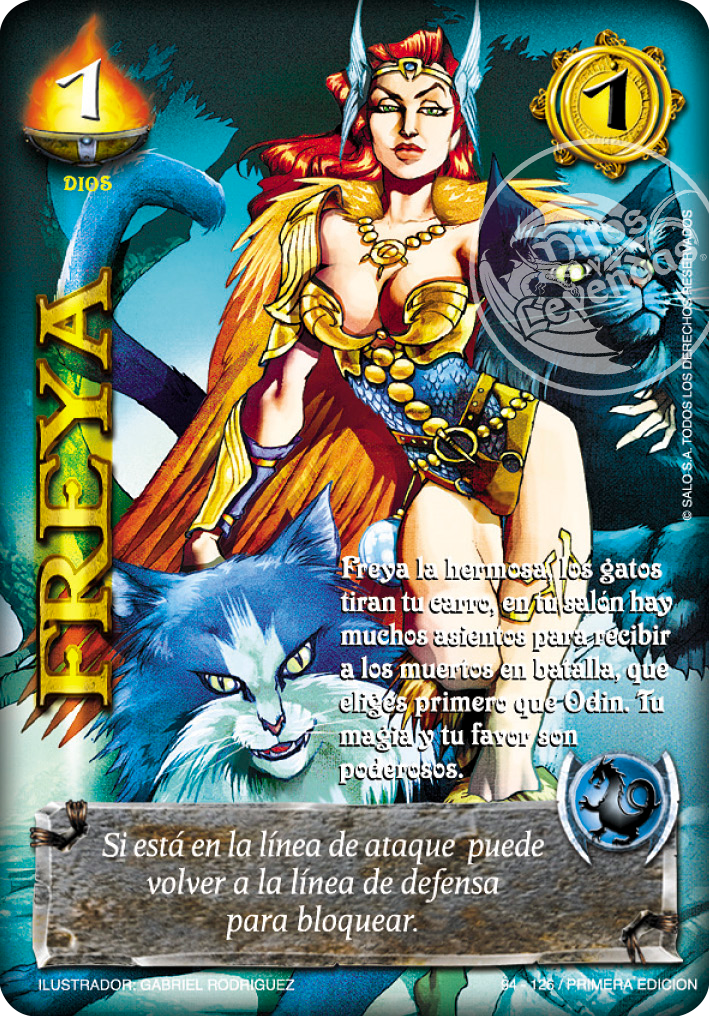 1
1
DIOS
Mitos
y
Leyendas
®
FREYA
© SALO S.A. TODOS LOS DERECHOS RESERVADOS
Freya la hermosa, los gatos
tiran tu carro, en tu salón hay
muchos asientos para recibir
a los muertos en batalla, que
eliges primero que Odin. Tu
magia y tu favor son
poderosos.
Si está en la línea de ataque puede
volver a la línea de defensa
para bloquear.
ILUSTRADOR: GABRIEL RODRIGUEZ
94 - 126 / PRIMERA EDICION